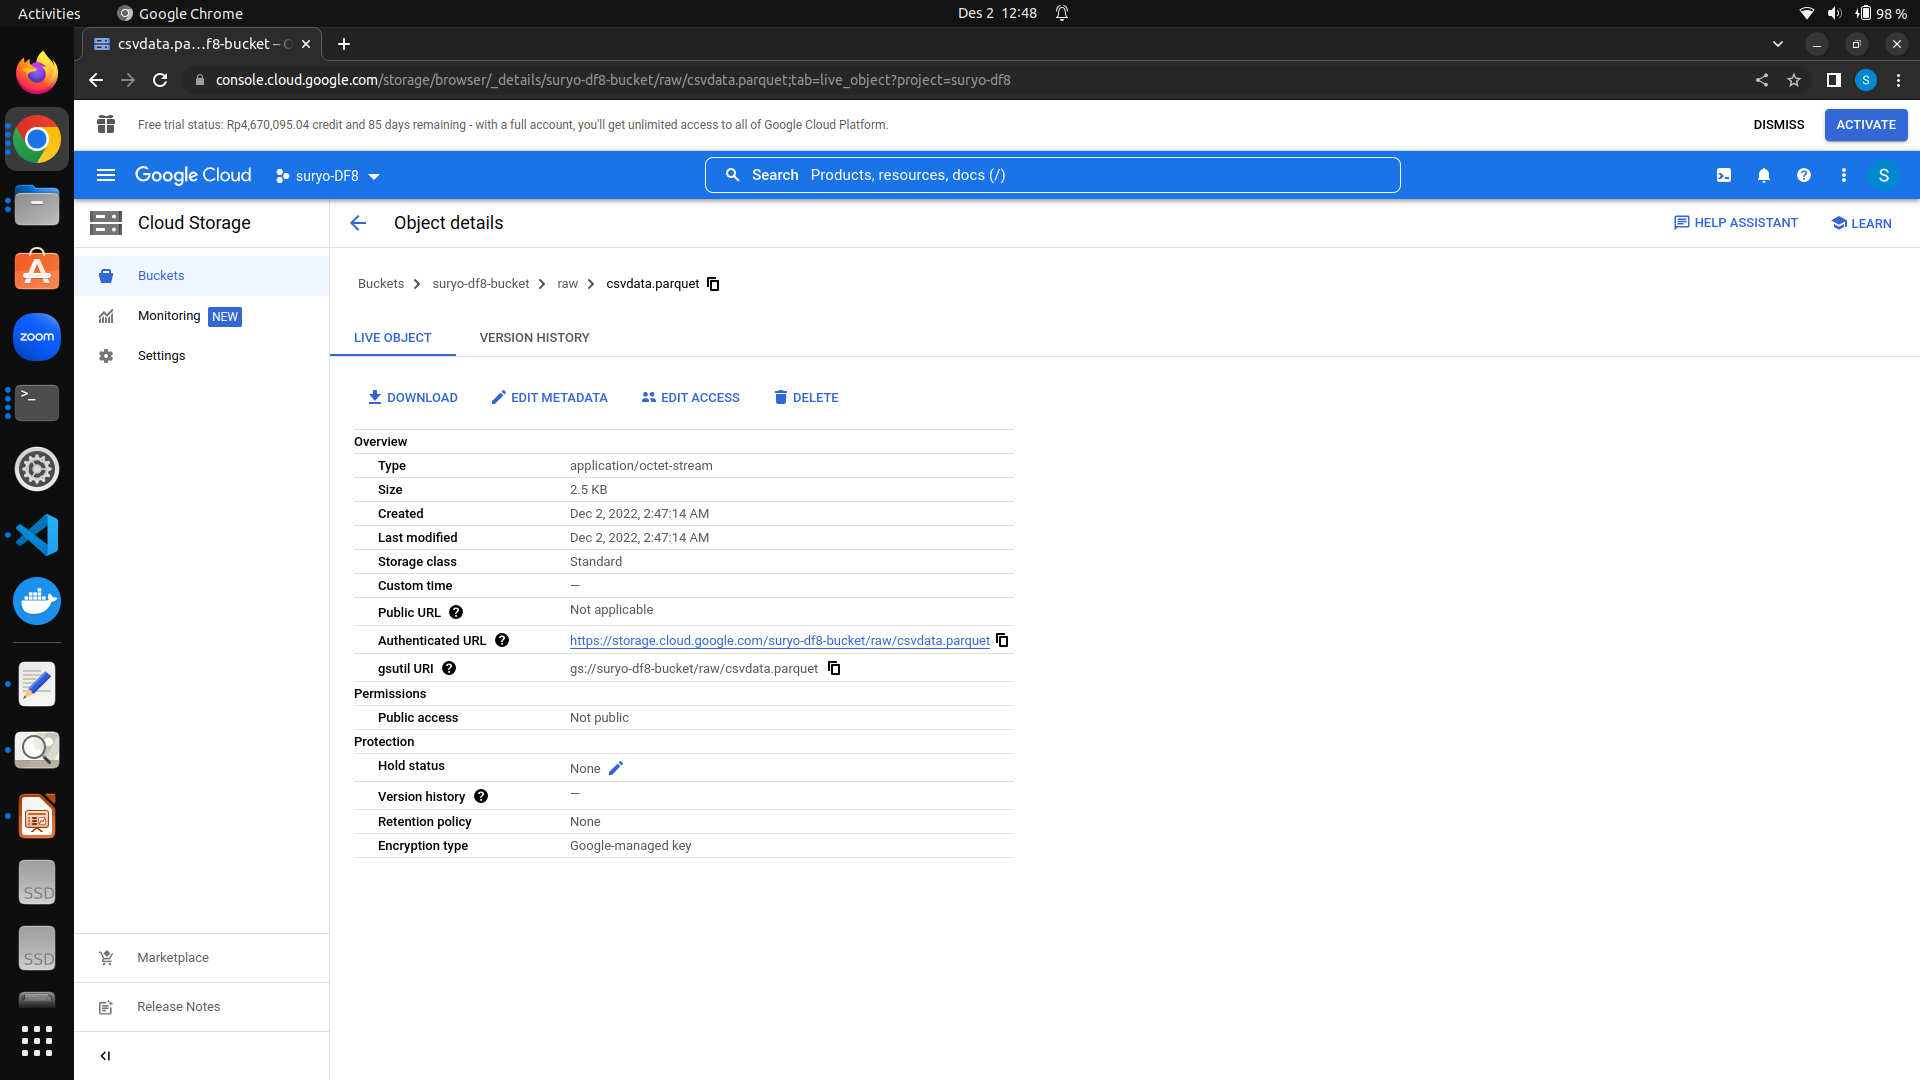 Activities Google Chrome Des 2 12:48 98 %
csvdata.pa…f8-bucket – C
console.cloud.google.com/storage/browser/_details/suryo-df8-bucket/raw/csvdata.parquet;tab=live_object?project=suryo-df8 S
Free trial status: Rp4,670,095.04 credit and 85 days remaining - with a full account, you'll get unlimited access to all of Google Cloud Platform. DISMISS ACTIVATE
Google Cloud suryo-DF8 Search Products, resources, docs (/) S
Cloud Storage Object details HELP ASSISTANT LEARN
Buckets
Monitoring NEW
Settings
Marketplace
Release Notes
zoom
SSD
SSD
Buckets suryo-df8-bucket raw csvdata.parquet
LIVE OBJECT VERSION HISTORY
DOWNLOAD EDIT METADATA EDIT ACCESS DELETE
Overview
Type application/octet-stream
Size 2.5 KB
Created Dec 2, 2022, 2:47:14 AM
Last modified Dec 2, 2022, 2:47:14 AM
Storage class Standard
Custom time —
Public URL Not applicable
Authenticated URL https://storage.cloud.google.com/suryo-df8-bucket/raw/csvdata.parquet
gsutil URI gs://suryo-df8-bucket/raw/csvdata.parquet
Permissions
Public access Not public
Protection
Hold status None
Version history —
Retention policy None
Encryption type Google-managed key